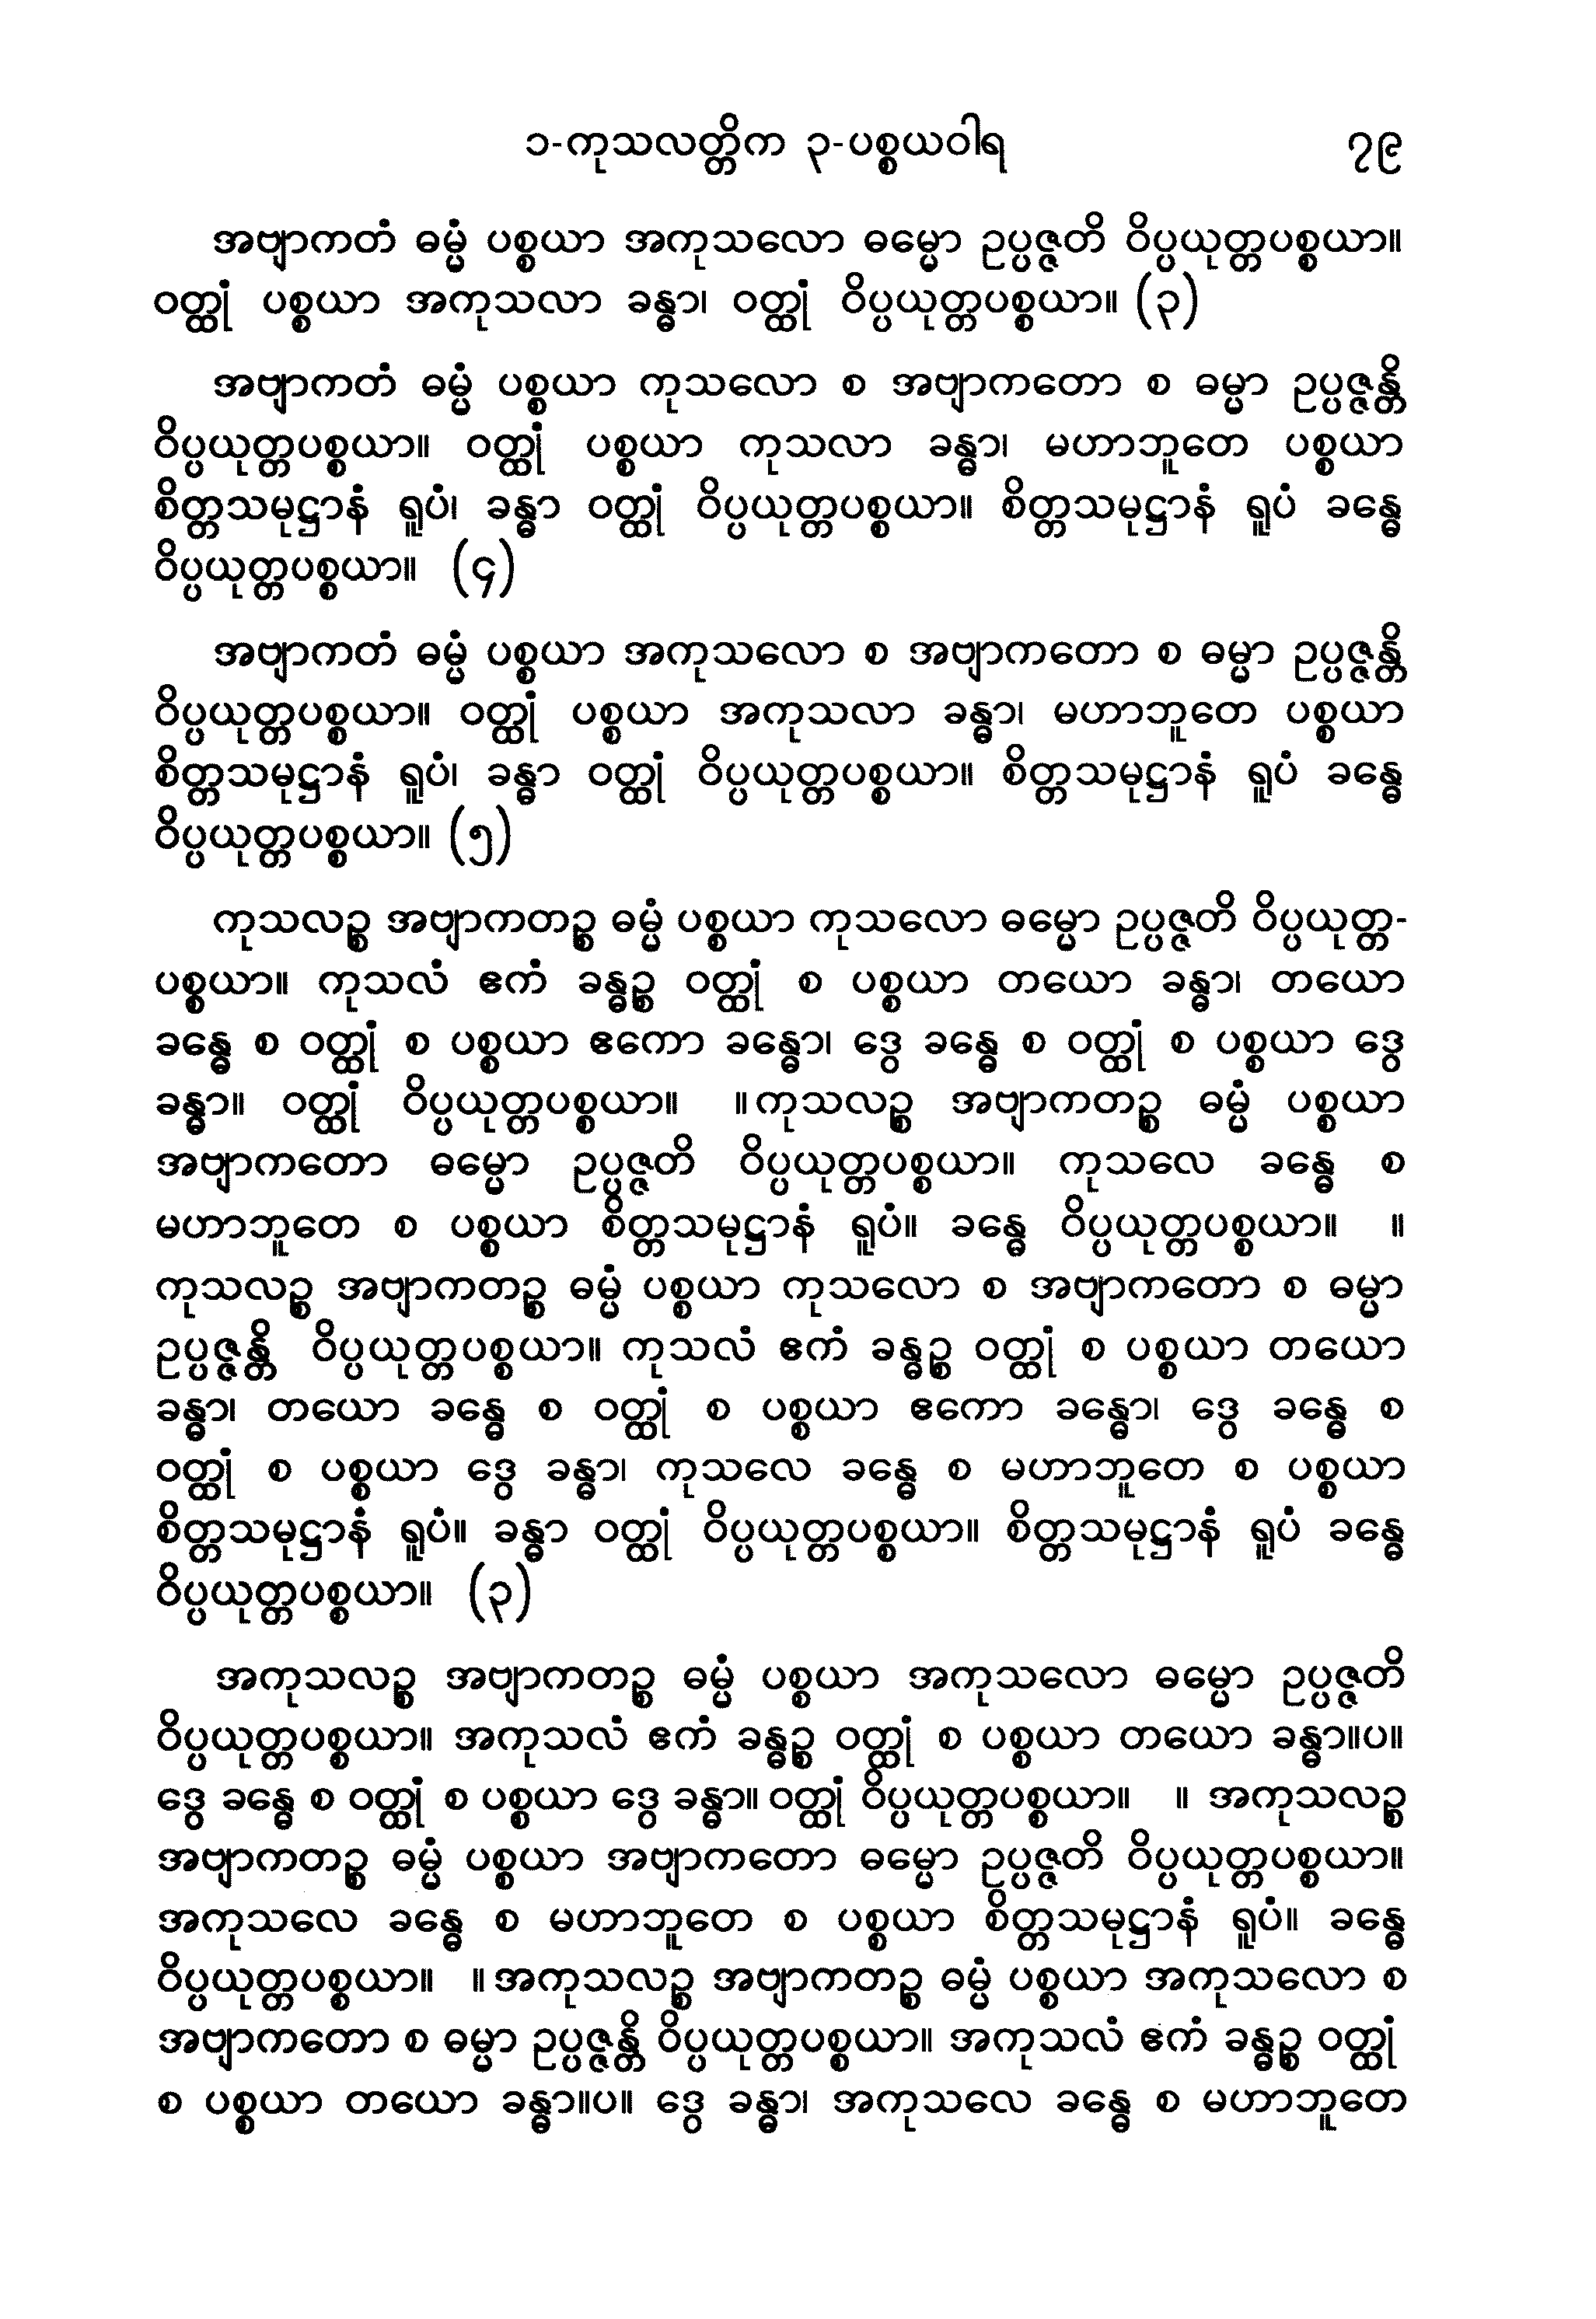 ၁-ကုသလတ္တိက ၃-ပစ္စယဝါရ ၇၉
အဗျာကတံ ဓမ္မံ ပစ္စယာ အကုသလော ဓမ္မော ဥပ္ပဇ္ဇတိ ဝိပ္ပယုတ္တပစ္စယာ။
ဝတ္ထုံ ပစ္စယာ အကုသလာ ခန္ဓာ၊ ဝတ္ထုံ ဝိပ္ပယုတ္တပစ္စယာ။ (၃)
အဗျာကတံ ဓမ္မံ ပစ္စယာ ကုသလော စ အဗျာကတော စ ဓမ္မာ ဥပ္ပဇ္ဇန္တိ
ဝိပ္ပယုတ္တပစ္စယာ။ ဝတ္ထုံ ပစ္စယာ ကုသလာ ခန္ဓာ၊ မဟာဘူတေ ပစ္စယာ
စိတ္တသမုဋ္ဌာနံ ရူပံ၊ ခန္ဓာ ဝတ္ထုံ ဝိပ္ပယုတ္တပစ္စယာ။ စိတ္တသမုဋ္ဌာနံ ရူပံ ခန္ဓေ
ဝိပ္ပယုတ္တပစ္စယာ။ (၄)
အဗျာကတံ ဓမ္မံ ပစ္စယာ အကုသလော စ အဗျာကတော စ ဓမ္မာ ဥပ္ပဇ္ဇန္တိ
ဝိပ္ပယုတ္တပစ္စယာ။ ဝတ္ထုံ ပစ္စယာ အကုသလာ ခန္ဓာ၊ မဟာဘူတေ ပစ္စယာ
စိတ္တသမုဋ္ဌာနံ ရူပံ၊ ခန္ဓာ ဝတ္ထုံ ဝိပ္ပယုတ္တပစ္စယာ။ စိတ္တသမုဋ္ဌာနံ ရူပံ ခန္ဓေ
ဝိပ္ပယုတ္တပစ္စယာ။ (၅)
ကုသလဉ္စ အဗျာကတဉ္စ ဓမ္မံ ပစ္စယာ ကုသလော ဓမ္မော ဥပ္ပဇ္ဇတိ ဝိပ္ပယုတ္တ-
ပစ္စယာ။ ကုသလံ ဧကံ ခန္ဓဉ္စ ဝတ္ထုံ စ ပစ္စယာ တယော ခန္ဓာ၊ တယော
ခန္ဓေ စ ဝတ္ထုံ စ ပစ္စယာ ဧကော ခန္ဓော၊ ဒွေ ခန္ဓေ စ ဝတ္ထုံ စ ပစ္စယာ ဒွေ
ခန္ဓာ။ ဝတ္ထုံ ဝိပ္ပယုတ္တပစ္စယာ။ ။ကုသလဉ္စ အဗျာကတဉ္စ ဓမ္မံ ပစ္စယာ
အဗျာကတော ဓမ္မော ဥပ္ပဇ္ဇတိ ဝိပ္ပယုတ္တပစ္စယာ။ ကုသလေ ခန္ဓေ စ
မဟာဘူတေ စ ပစ္စယာ စိတ္တသမုဋ္ဌာနံ ရူပံ။ ခန္ဓေ ဝိပ္ပယုတ္တပစ္စယာ။ ။
ကုသလဉ္စ အဗျာကတဉ္စ ဓမ္မံ ပစ္စယာ ကုသလော စ အဗျာကတော စ ဓမ္မာ
ဥပ္ပဇ္ဇန္တိ ဝိပ္ပယုတ္တပစ္စယာ။ ကုသလံ ဧကံ ခန္ဓဉ္စ ဝတ္ထုံ စ ပစ္စယာ တယော
ခန္ဓာ၊ တယော ခန္ဓေ စ ဝတ္ထုံ စ ပစ္စယာ ဧကော ခန္ဓော၊ ဒွေ ခန္ဓေ စ
ဝတ္ထုံ စ ပစ္စယာ ဒွေ ခန္ဓာ၊ ကုသလေ ခန္ဓေ စ မဟာဘူတေ စ ပစ္စယာ
စိတ္တသမုဋ္ဌာနံ ရူပံ။ ခန္ဓာ ဝတ္ထုံ ဝိပ္ပယုတ္တပစ္စယာ။ စိတ္တသမုဋ္ဌာနံ ရူပံ ခန္ဓေ
ဝိပ္ပယုတ္တပစ္စယာ။ (၃)
အကုသလဉ္စ အဗျာကတဉ္စ ဓမ္မံ ပစ္စယာ အကုသလော ဓမ္မော ဥပ္ပဇ္ဇတိ
ဝိပ္ပယုတ္တပစ္စယာ။ အကုသလံ ဧကံ ခန္ဓဉ္စ ဝတ္ထုံ စ ပစ္စယာ တယော ခန္ဓာ။ပ။
ဒွေ ခန္ဓေ စ ဝတ္ထုံ စ ပစ္စယာ ဒွေ ခန္ဓာ။ ဝတ္ထုံ ဝိပ္ပယုတ္တပစ္စယာ။ ။ အကုသလဉ္စ
အဗျာကတဉ္စ ဓမ္မံ ပစ္စယာ အဗျာကတော ဓမ္မော ဥပ္ပဇ္ဇတိ ဝိပ္ပယုတ္တပစ္စယာ။
အကုသလေ ခန္ဓေ စ မဟာဘူတေ စ ပစ္စယာ စိတ္တသမုဋ္ဌာနံ ရူပံ။ ခန္ဓေ
ဝိပ္ပယုတ္တပစ္စယာ။ ။အကုသလဉ္စ အဗျာကတဉ္စ ဓမ္မံ ပစ္စယာ အကုသလော စ
အဗျာကတော စ ဓမ္မာ ဥပ္ပဇ္ဇန္တိ ဝိပ္ပယုတ္တပစ္စယာ။ အကုသလံ ဧကံ ခန္ဓဉ္စ ဝတ္ထုံ
စ ပစ္စယာ တယော ခန္ဓာ။ပ။ ဒွေ ခန္ဓာ၊ အကုသလေ ခန္ဓေ စ မဟာဘူတေ